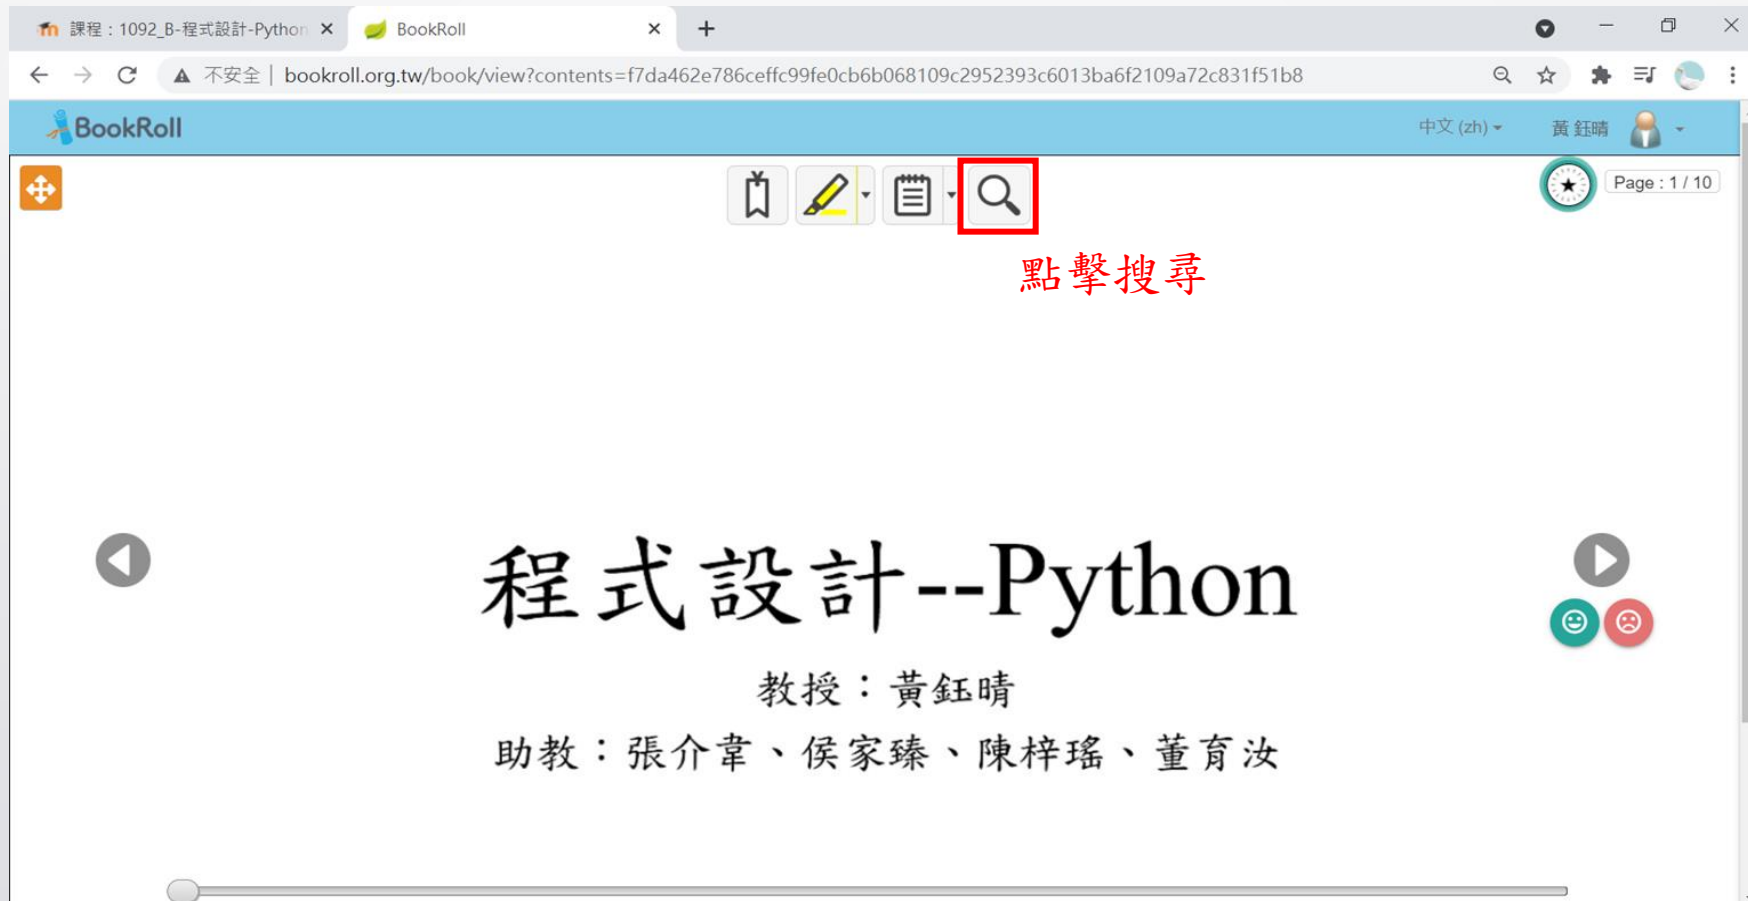 課程：1092_B-程式設計-Python
BookRoll
不安全 | bookroll.org.tw/book/view?contents=f7da462e786ceffc99fe0cb6b068109c2952393c6013ba6f2109a72c831f51b8
BookRoll
中文 (zh)
黃 鈺晴
Page : 1 / 10
點擊搜尋
程式設計--Python
教授：黃鈺晴
助教：張介韋、侯家臻、陳梓瑤、董育汝